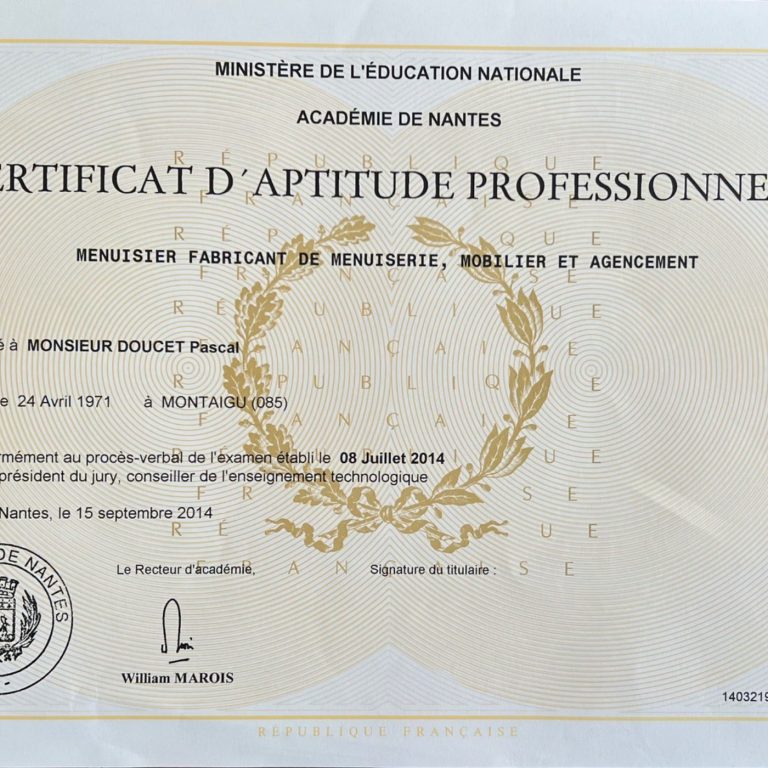 MINISTÈRE DE L'ÉDUCATION NATIONALE
ACADÉMIE DE NANTES
ERTIFICAT D´APTITUDE PROFESSIONNE
MENUISIER FABRICANT DE MENUISERIE, MOBILIER ET AGENCEMENT
é à MONSIEUR DOUCET Pascal
e 24 Avril 1971 à MONTAIGU (085)
rmément au procès-verbal de l'examen établi le 08 Juillet 2014
président du jury, conseiller de l'enseignement technologique
Nantes, le 15 septembre 2014
Le Recteur d'académie, Signature du titulaire :
DE NANTES
William MAROIS
1403219
RÉPUBLIQUE FRANÇAISE